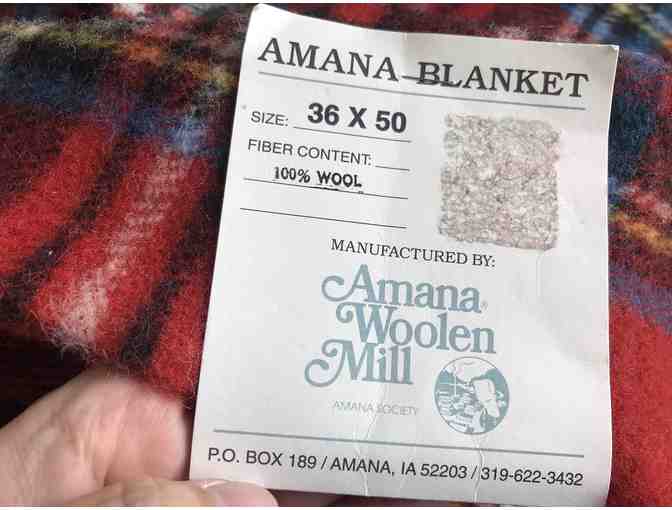 AMANA BLANKET
SIZE: 36 X 50
FIBER CONTENT:
100% WOOL
MANUFACTURED BY:
Amana®
Woolen
Mill
AMANA SOCIETY
P.O. BOX 189 / AMANA, IA 52203 / 319-622-3432